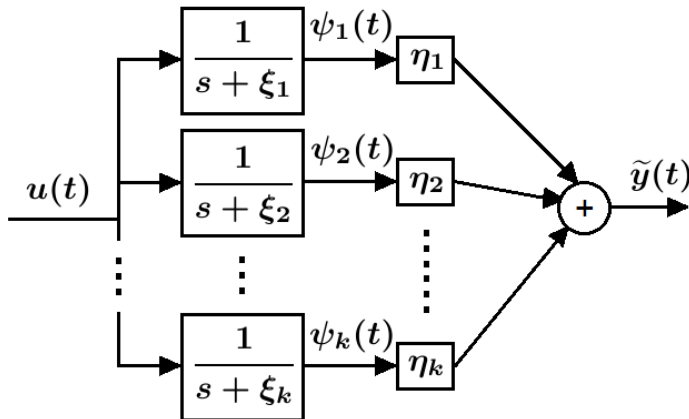 1 / (s + ξ₁)
ψ₁(t)
η₁
u(t)
1 / (s + ξ₂)
ψ₂(t)
η₂
+
ỹ(t)
1 / (s + ξₖ)
ψₖ(t)
ηₖ